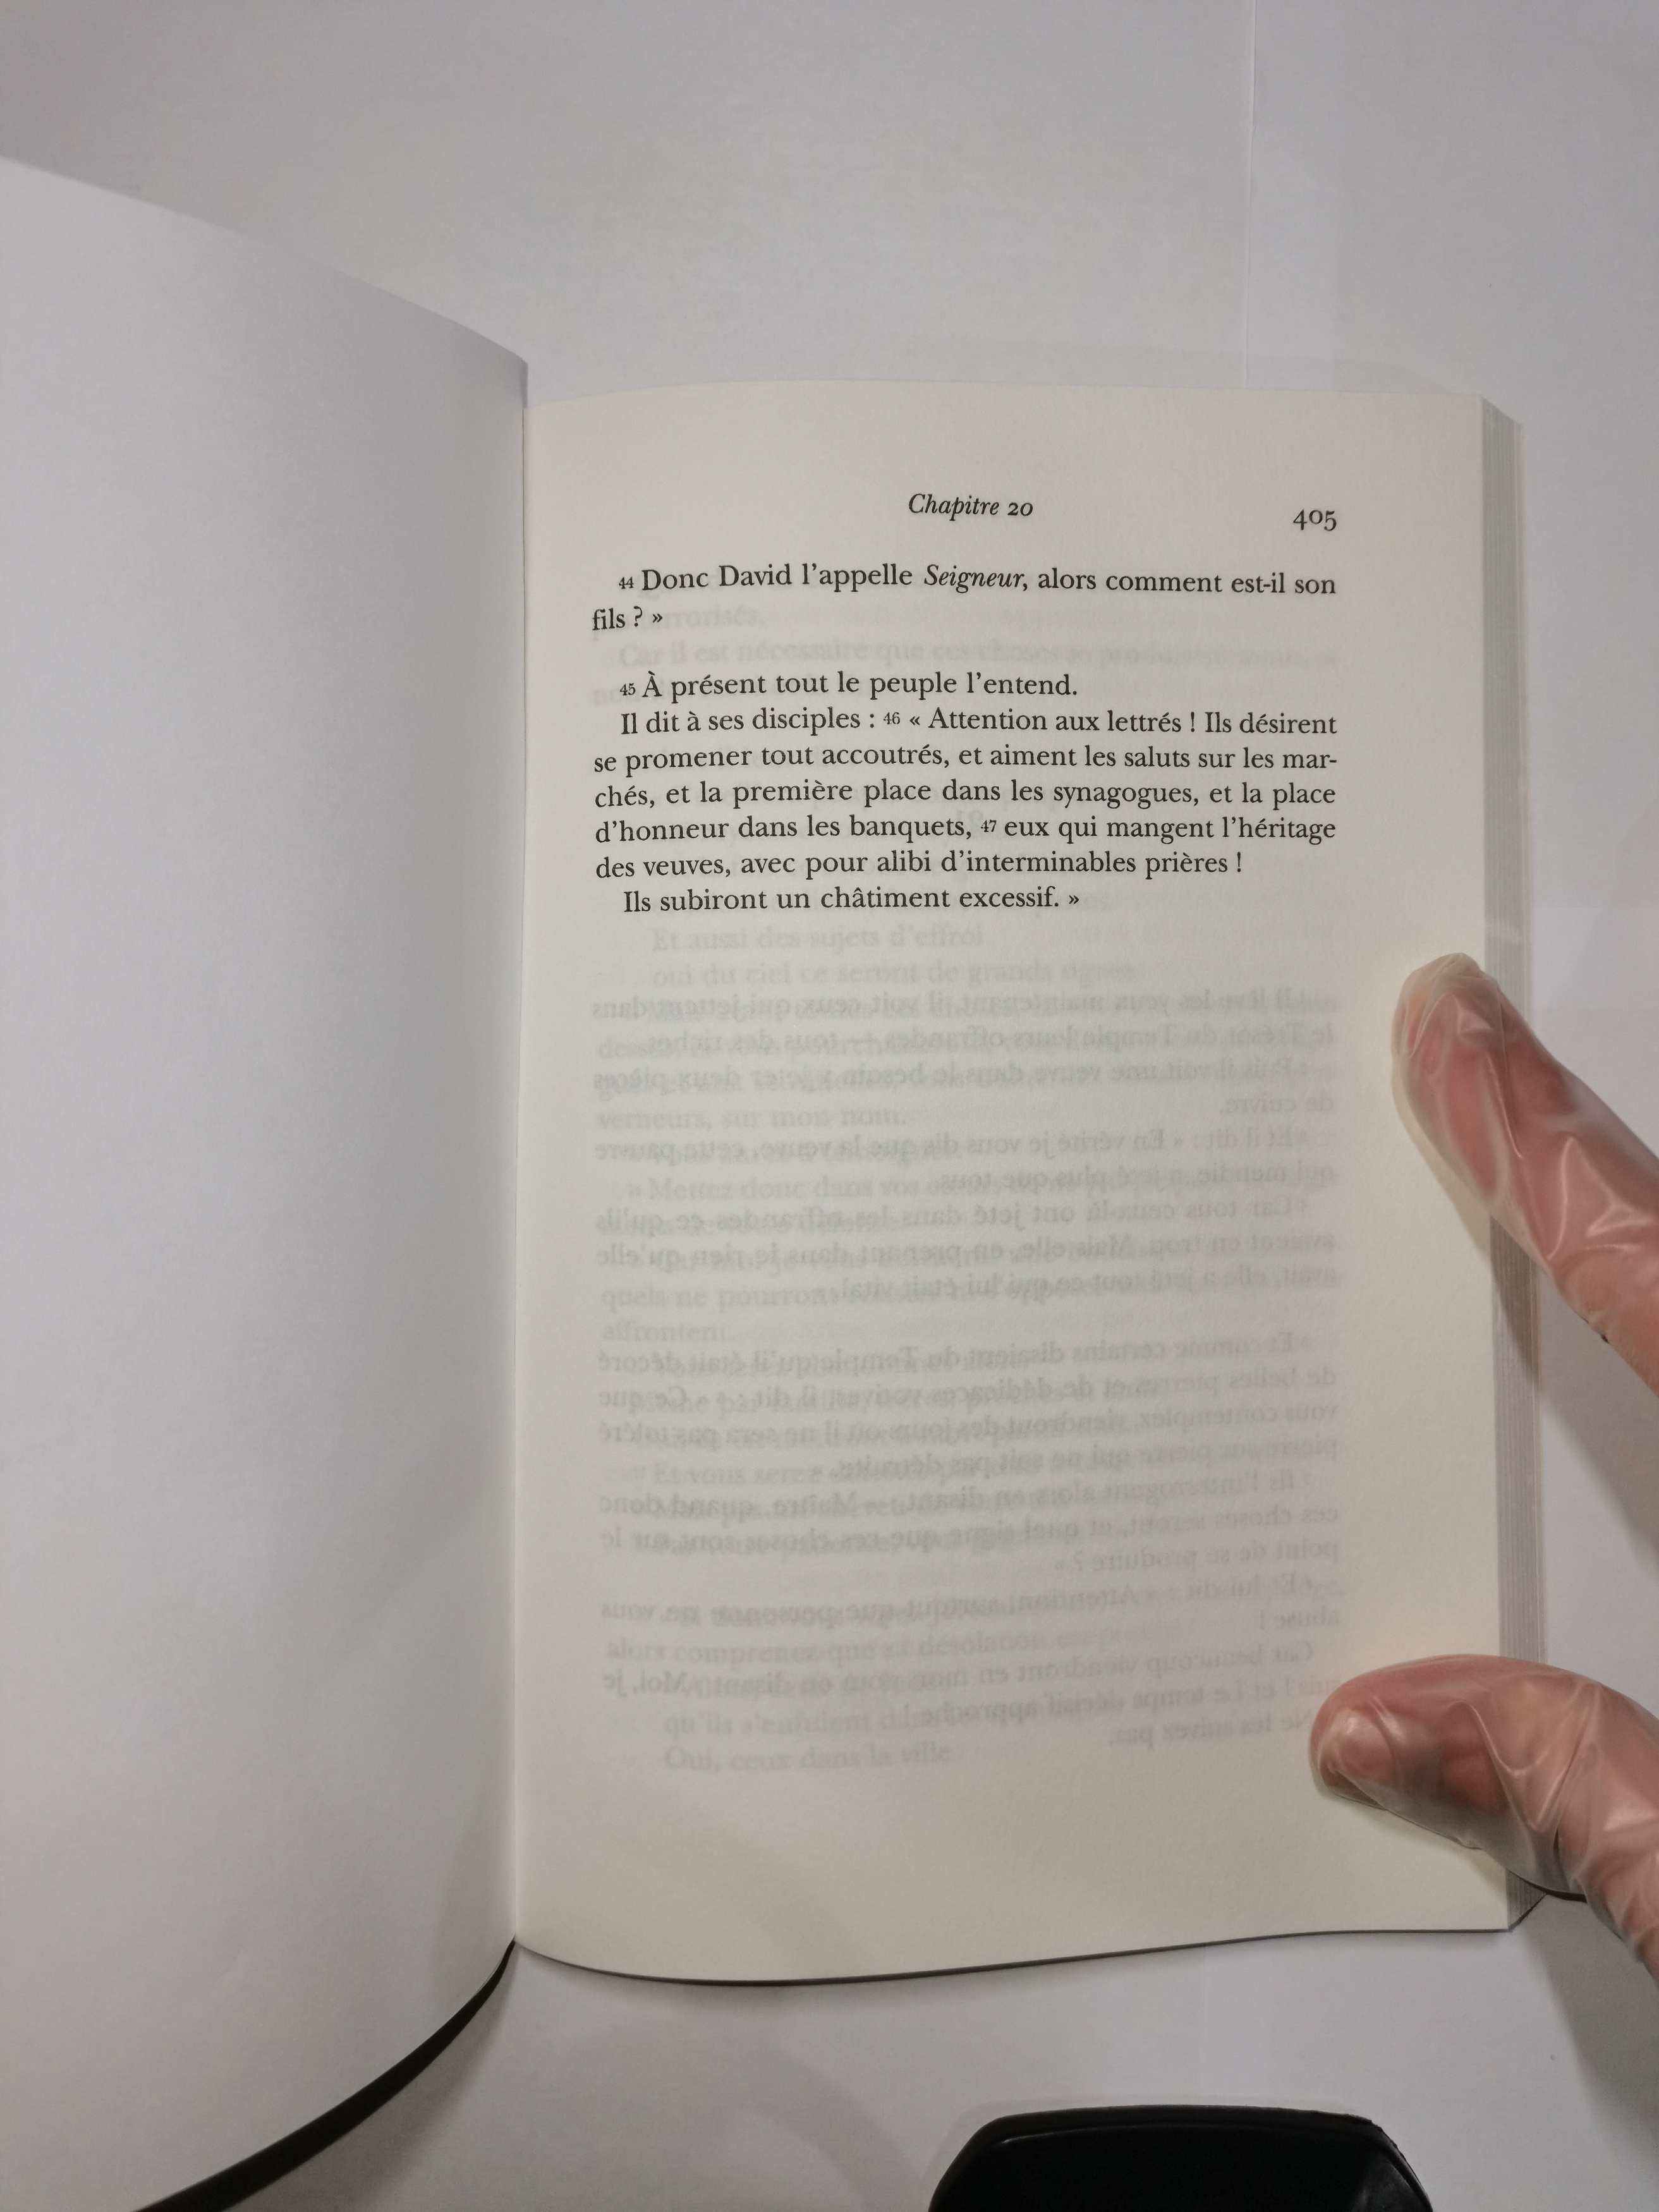 Chapitre 20
405
44 Donc David l'appelle Seigneur, alors comment est-il son
fils ? »
45 À présent tout le peuple l'entend.
Il dit à ses disciples : 46 « Attention aux lettrés ! Ils désirent
se promener tout accoutrés, et aiment les saluts sur les mar-
chés, et la première place dans les synagogues, et la place
d'honneur dans les banquets, 47 eux qui mangent l'héritage
des veuves, avec pour alibi d'interminables prières !
Ils subiront un châtiment excessif. »